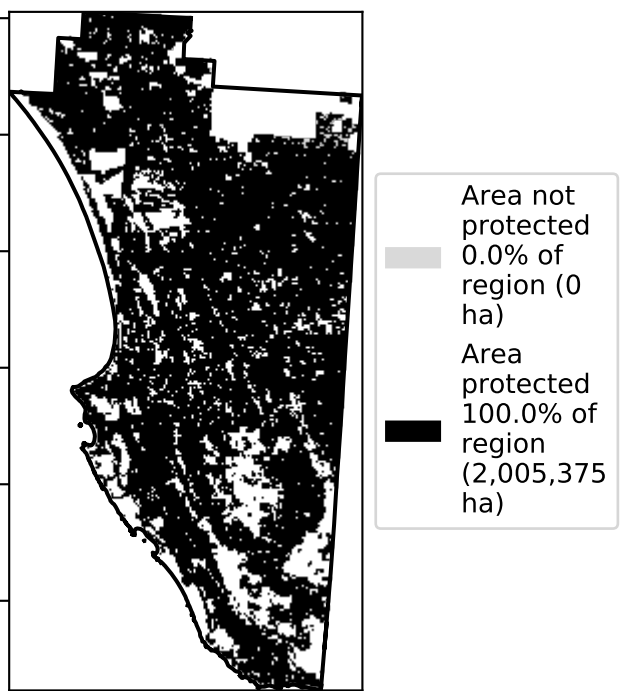 Area not
protected
0.0% of
region (0
ha)
Area
protected
100.0% of
region
(2,005,375
ha)